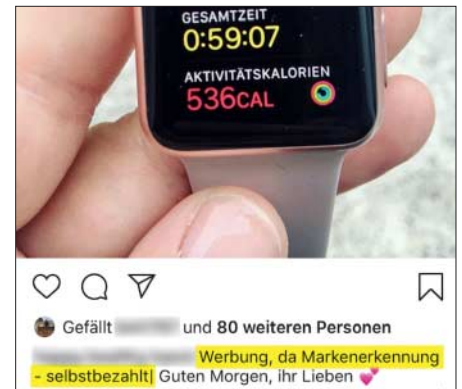 GESAMTZEIT
0:59:07
AKTIVITÄTSKALORIEN
536CAL
Gefällt und 80 weiteren Personen
Werbung, da Markenerkennung
- selbstbezahlt| Guten Morgen, ihr Lieben 💕